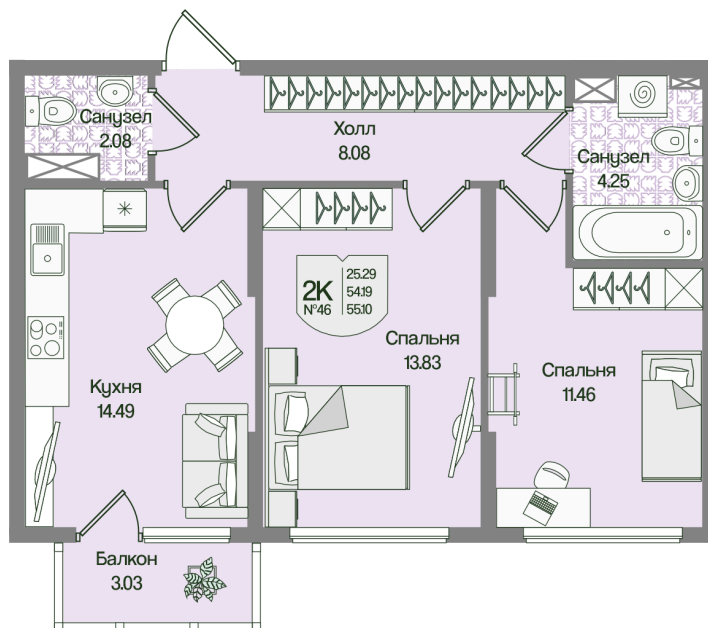 Санузел
2.08
Холл
8.08
Санузел
4.25
2К
№46
25.29
54.19
55.10
Спальня
13.83
Спальня
11.46
Кухня
14.49
Балкон
3.03